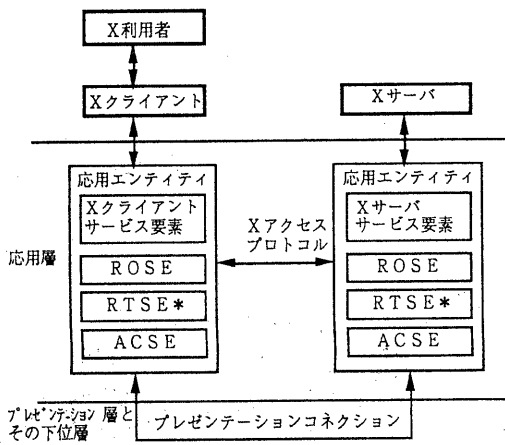 X利用者
Xクライアント
Xサーバ
応用エンティティ
Xクライアント
サービス要素
ROSE
RTSE*
ACSE
応用層
Xアクセス
プロトコル
応用エンティティ
Xサーバ
サービス要素
ROSE
RTSE*
ACSE
プレゼンテーション層と
その下位層
プレゼンテーションコネクション